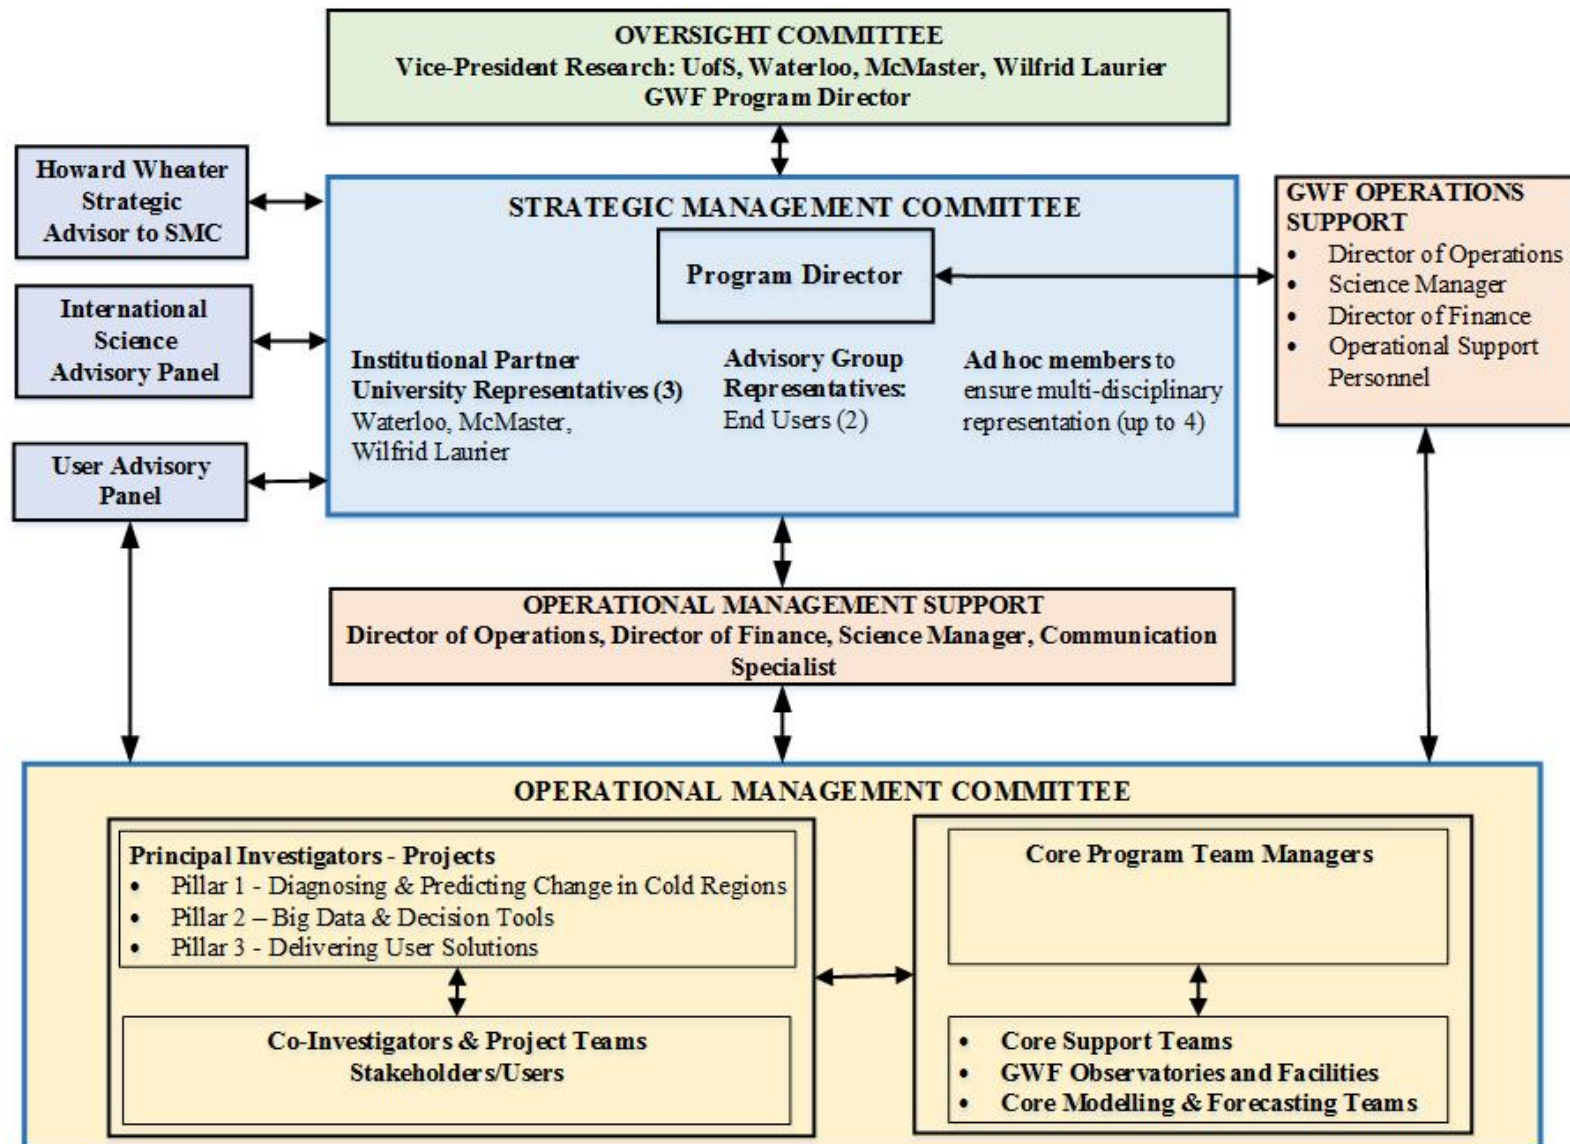 OVERSIGHT COMMITTEE
Vice-President Research: UofS, Waterloo, McMaster, Wilfrid Laurier
GWF Program Director
Howard Wheater
Strategic
Advisor to SMC
International
Science
Advisory Panel
User Advisory
Panel
STRATEGIC MANAGEMENT COMMITTEE
Program Director
Institutional Partner
University Representatives (3)
Waterloo, McMaster,
Wilfrid Laurier
Advisory Group
Representatives:
End Users (2)
Ad hoc members to
ensure multi-disciplinary
representation (up to 4)
GWF OPERATIONS
SUPPORT
• Director of Operations
• Science Manager
• Director of Finance
• Operational Support
Personnel
OPERATIONAL MANAGEMENT SUPPORT
Director of Operations, Director of Finance, Science Manager, Communication
Specialist
OPERATIONAL MANAGEMENT COMMITTEE
Principal Investigators - Projects
• Pillar 1 - Diagnosing & Predicting Change in Cold Regions
• Pillar 2 – Big Data & Decision Tools
• Pillar 3 - Delivering User Solutions
Co-Investigators & Project Teams
Stakeholders/Users
Core Program Team Managers
• Core Support Teams
• GWF Observatories and Facilities
• Core Modelling & Forecasting Teams